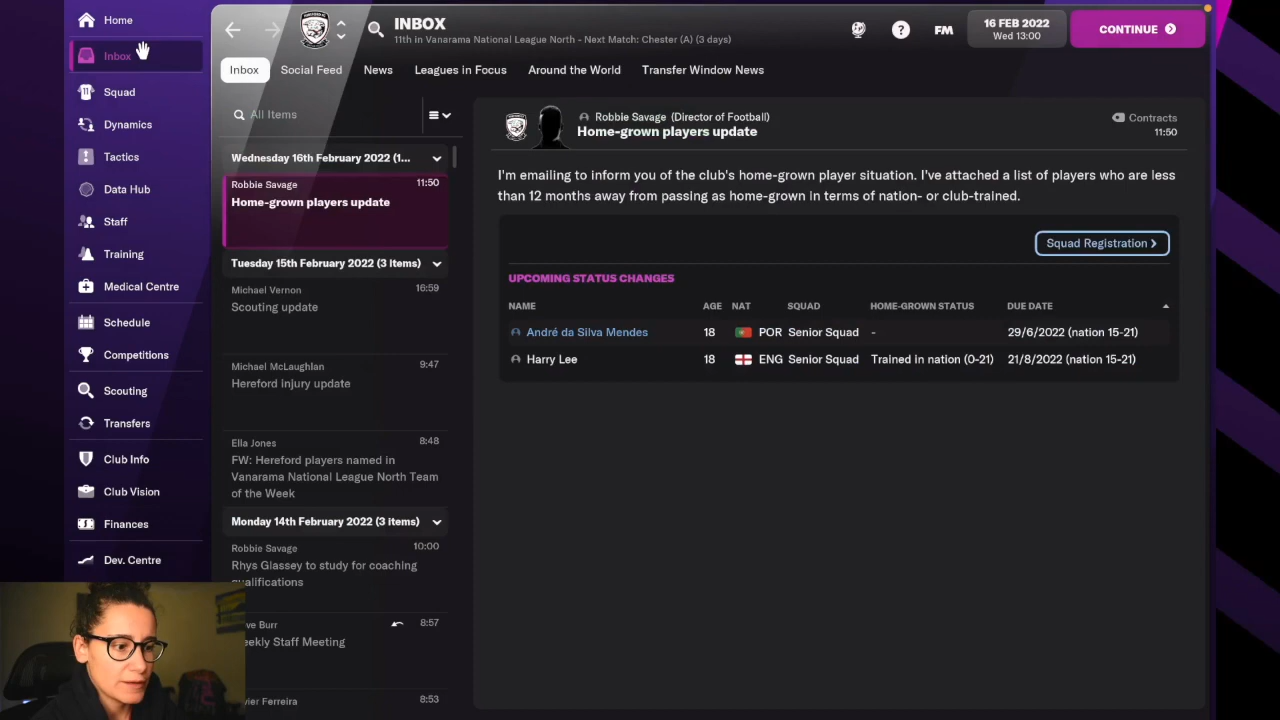 Home
Inbox
Squad
Dynamics
Tactics
Data Hub
Staff
Training
Medical Centre
Schedule
Competitions
Scouting
Transfers
Club Info
Club Vision
Finances
Dev. Centre
INBOX
11th in Vanarama National League North - Next Match: Chester (A) (3 days)
?
FM
16 FEB 2022
Wed 13:00
CONTINUE
Inbox
Social Feed
News
Leagues in Focus
Around the World
Transfer Window News
All Items
Wednesday 16th February 2022 (1...
Robbie Savage 11:50
Home-grown players update
Tuesday 15th February 2022 (3 Items)
Michael Vernon 16:59
Scouting update
Michael McLaughlan 9:47
Hereford injury update
Ella Jones 8:48
FW: Hereford players named in
Vanarama National League North Team
of the Week
Monday 14th February 2022 (3 items)
Robbie Savage 10:00
Rhys Glassey to study for coaching
qualifications
ve Burr 8:57
eekly Staff Meeting
vier Ferreira 8:53
Robbie Savage (Director of Football)
Home-grown players update
Contracts
11:50
I'm emailing to inform you of the club's home-grown player situation. I've attached a list of players who are less
than 12 months away from passing as home-grown in terms of nation- or club-trained.
Squad Registration
UPCOMING STATUS CHANGES
NAME AGE NAT SQUAD HOME-GROWN STATUS DUE DATE
André da Silva Mendes 18 POR Senior Squad - 29/6/2022 (nation 15-21)
Harry Lee 18 ENG Senior Squad Trained in nation (0-21) 21/8/2022 (nation 15-21)